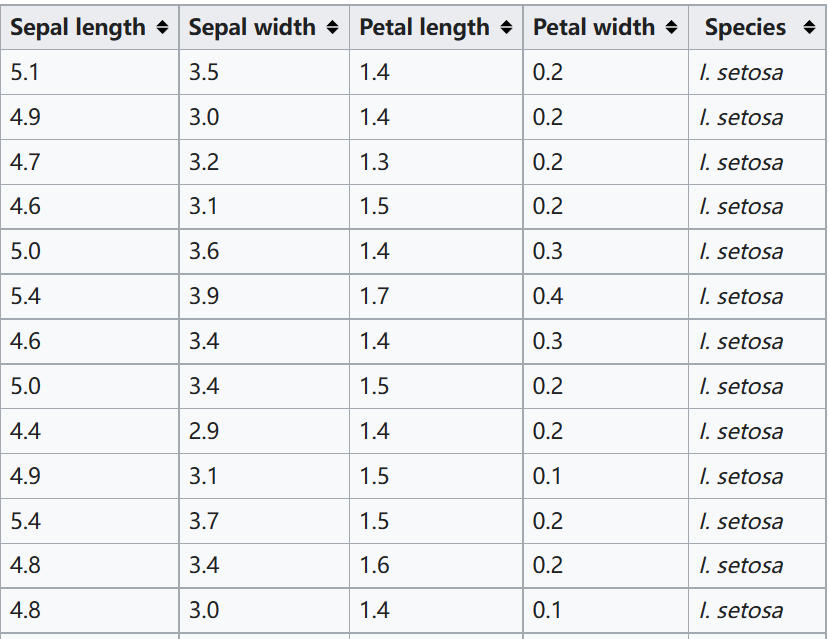 Sepal length Sepal width Petal length Petal width Species
5.1 3.5 1.4 0.2 I. setosa
4.9 3.0 1.4 0.2 I. setosa
4.7 3.2 1.3 0.2 I. setosa
4.6 3.1 1.5 0.2 I. setosa
5.0 3.6 1.4 0.3 I. setosa
5.4 3.9 1.7 0.4 I. setosa
4.6 3.4 1.4 0.3 I. setosa
5.0 3.4 1.5 0.2 I. setosa
4.4 2.9 1.4 0.2 I. setosa
4.9 3.1 1.5 0.1 I. setosa
5.4 3.7 1.5 0.2 I. setosa
4.8 3.4 1.6 0.2 I. setosa
4.8 3.0 1.4 0.1 I. setosa